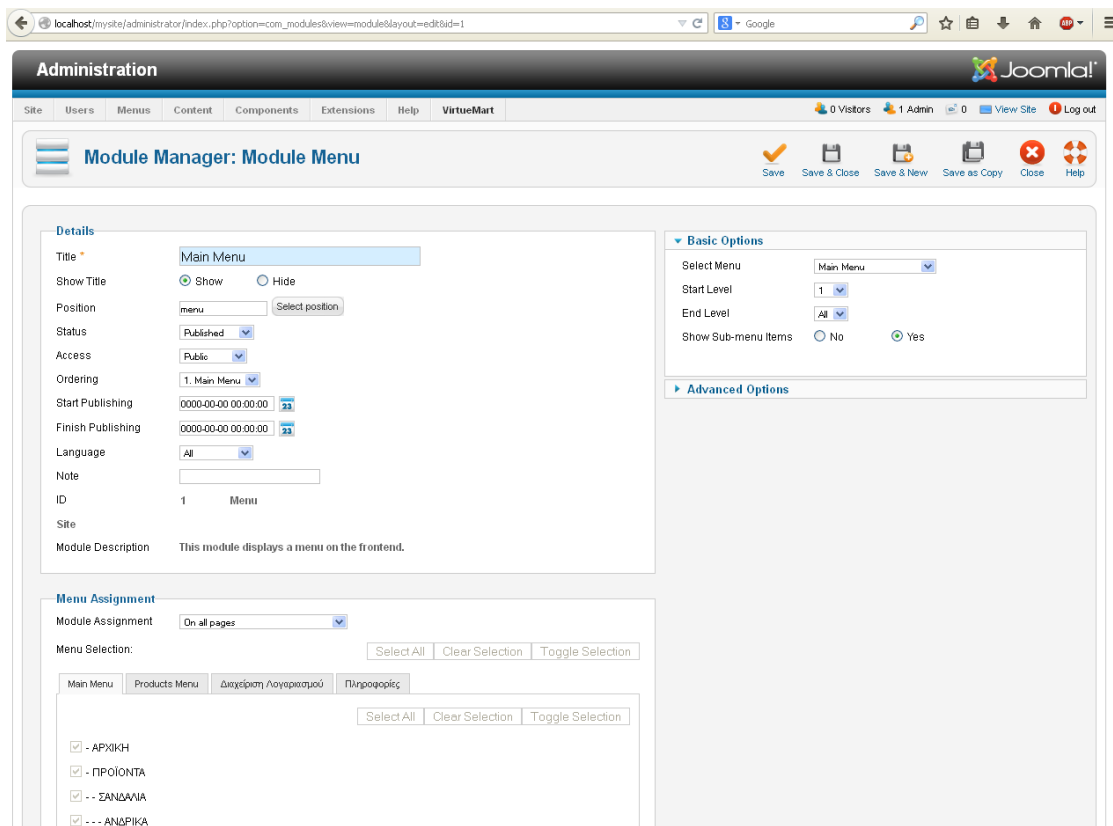 localhost/mysite/administrator/index.php?option=com_modules&view=module&layout=edit&id=1 Google ABP
Administration Joomla!
Site Users Menus Content Components Extensions Help VirtueMart 0 Visitors 1 Admin 0 View Site Log out
Module Manager: Module Menu
Save Save & Close Save & New Save as Copy Close Help
Details
Title * Main Menu
Show Title Show Hide
Position menu Select position
Status Published
Access Public
Ordering 1. Main Menu
Start Publishing 0000-00-00 00:00:00 23
Finish Publishing 0000-00-00 00:00:00 23
Language All
Note
ID 1 Menu
Site
Module Description This module displays a menu on the frontend.
Basic Options
Select Menu Main Menu
Start Level 1
End Level All
Show Sub-menu Items No Yes
Advanced Options
Menu Assignment
Module Assignment On all pages
Menu Selection: Select All Clear Selection Toggle Selection
Main Menu Products Menu Διαχείριση Λογαριασμού Πληροφορίες
Select All Clear Selection Toggle Selection
- ΑΡΧΙΚΗ
- ΠΡΟΪΟΝΤΑ
- - ΣΑΝΔΑΛΙΑ
- - - ΑΝΔΡΙΚΑ